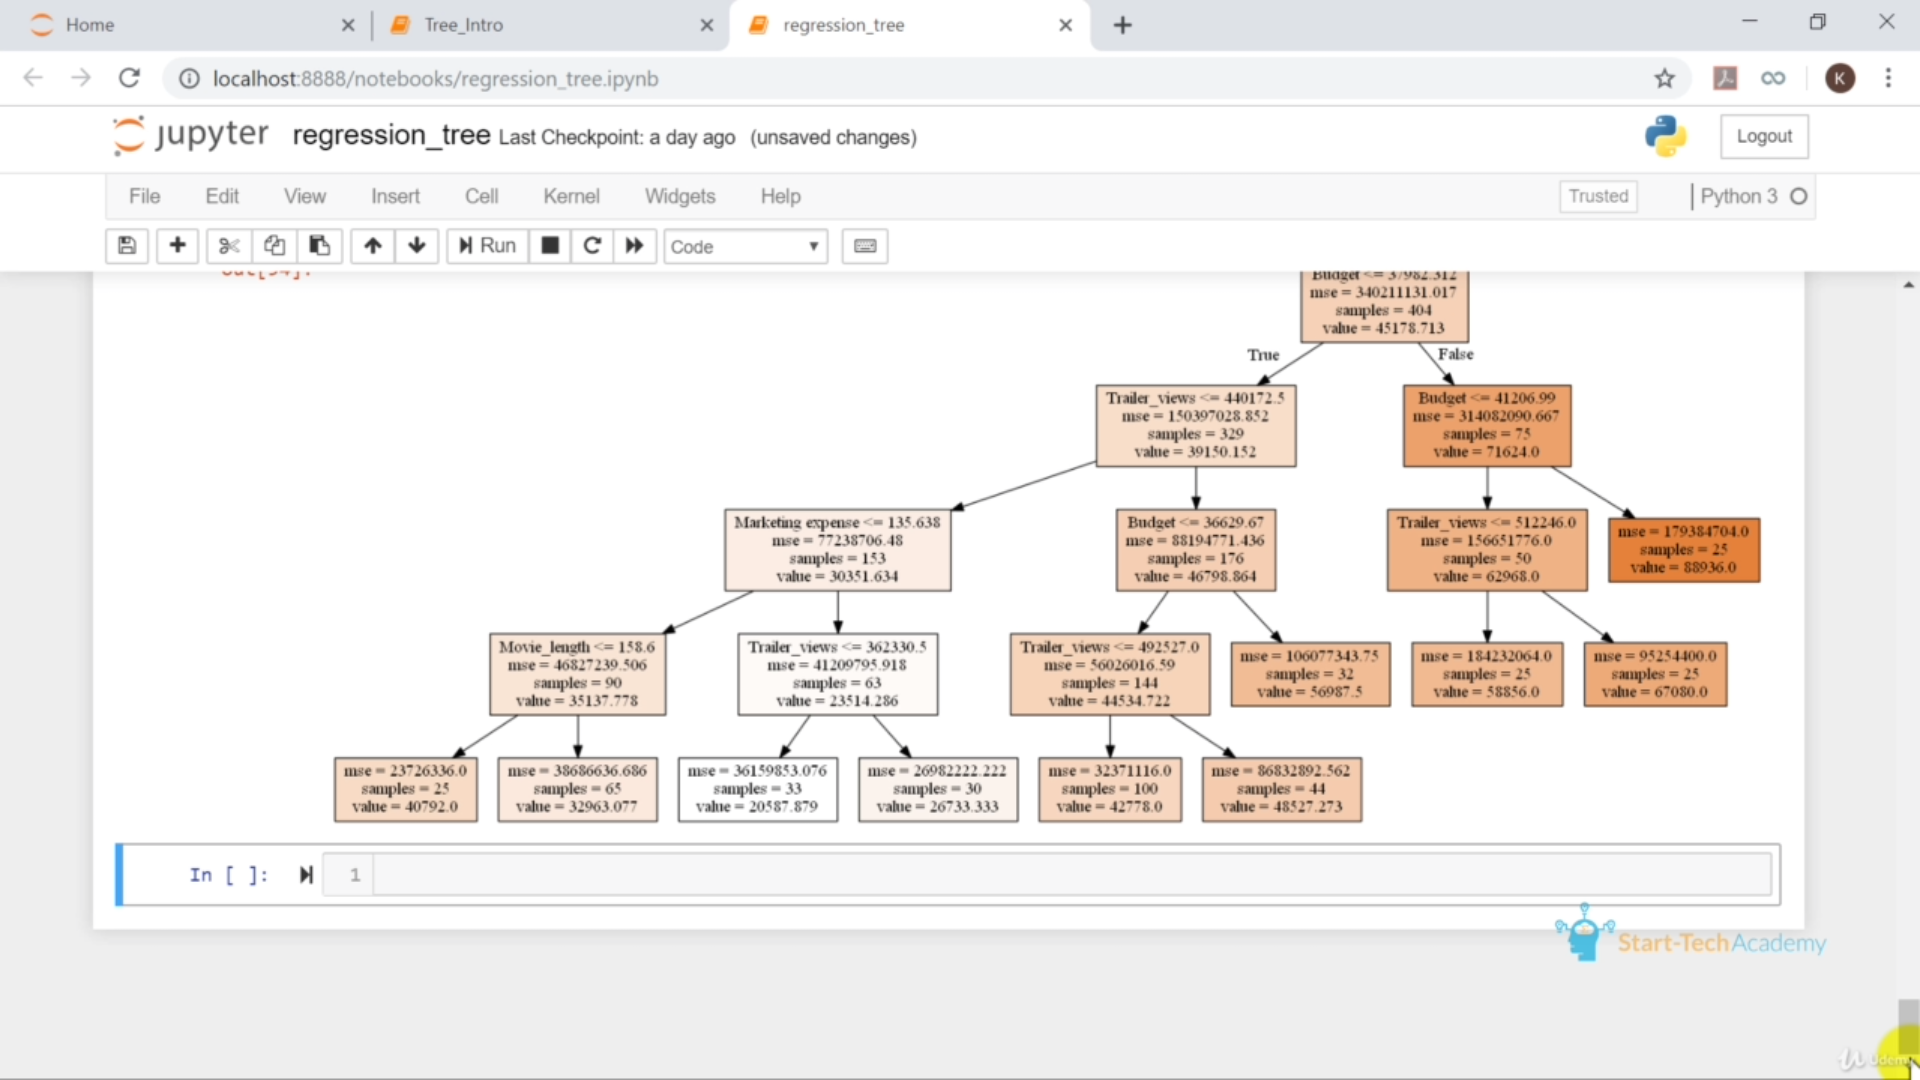 Home
Tree_Intro
regression_tree
localhost:8888/notebooks/regression_tree.ipynb
K
jupyter regression_tree Last Checkpoint: a day ago (unsaved changes)
Logout
File Edit View Insert Cell Kernel Widgets Help
Trusted
Python 3
Run
Code
Budget <= 37982.312
mse = 340211131.017
samples = 404
value = 45178.713
True
False
Trailer_views <= 440172.5
mse = 150397028.852
samples = 329
value = 39150.152
Budget <= 41206.99
mse = 314082090.667
samples = 75
value = 71624.0
Marketing expense <= 135.638
mse = 77238706.48
samples = 153
value = 30351.634
Budget <= 36629.67
mse = 88194771.436
samples = 176
value = 46798.864
Trailer_views <= 512246.0
mse = 156651776.0
samples = 50
value = 62968.0
mse = 179384704.0
samples = 25
value = 88936.0
Movie_length <= 158.6
mse = 46827239.506
samples = 90
value = 35137.778
Trailer_views <= 362330.5
mse = 41209795.918
samples = 63
value = 23514.286
Trailer_views <= 492527.0
mse = 56026016.59
samples = 144
value = 44534.722
mse = 106077343.75
samples = 32
value = 56987.5
mse = 184232064.0
samples = 25
value = 58856.0
mse = 95254400.0
samples = 25
value = 67080.0
mse = 23726336.0
samples = 25
value = 40792.0
mse = 38686636.686
samples = 65
value = 32963.077
mse = 36159853.076
samples = 33
value = 20587.879
mse = 26982222.222
samples = 30
value = 26733.333
mse = 32371116.0
samples = 100
value = 42778.0
mse = 86832892.562
samples = 44
value = 48527.273
In [ ]:
1
Start-TechAcademy
Udemy